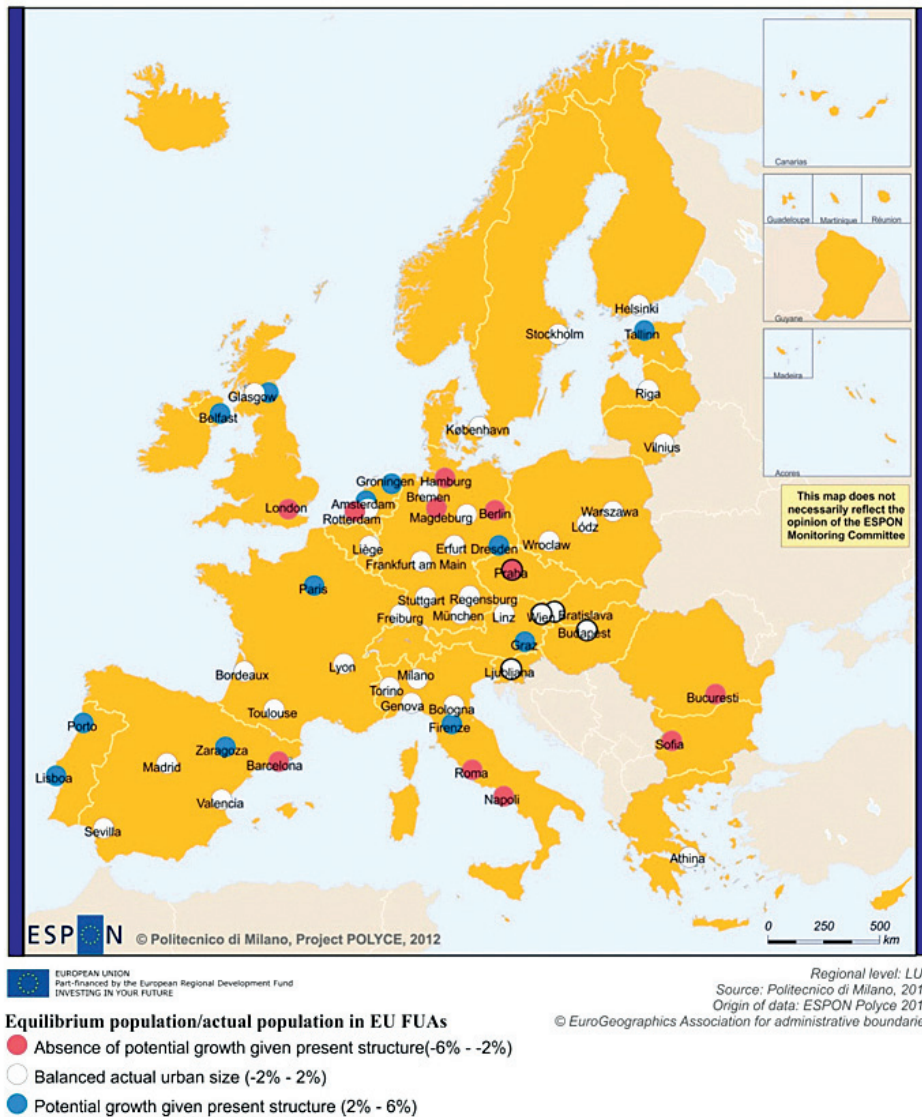 Canarias
Guadeloupe
Martinique
Réunion
Guyane
Madeira
Acores
This map does not
necessarily reflect the
opinion of the ESPON
Monitoring Committee
Helsinki
Stockholm
Tallinn
Riga
Glasgow
Belfast
København
Vilnius
Groningen
Hamburg
Amsterdam
Bremen
London
Rotterdam
Magdeburg
Berlin
Warszawa
Lódz
Liège
Erfurt
Dresden
Wroclaw
Frankfurt am Main
Praha
Paris
Stuttgart
Regensburg
Freiburg
München
Linz
Wien
Bratislava
Budapest
Graz
Ljubljana
Lyon
Milano
Bordeaux
Torino
Genova
Bologna
Bucuresti
Toulouse
Firenze
Porto
Zaragoza
Sofia
Madrid
Barcelona
Roma
Lisboa
Napoli
Valencia
Sevilla
Athina
ESPON © Politecnico di Milano, Project POLYCE, 2012
0 250 500
km
EUROPEAN UNION
Part-financed by the European Regional Development Fund
INVESTING IN YOUR FUTURE
Regional level: LU
Source: Politecnico di Milano, 201
Origin of data: ESPON Polyce 201
© EuroGeographics Association for administrative boundarie
Equilibrium population/actual population in EU FUAs
Absence of potential growth given present structure(-6% - -2%)
Balanced actual urban size (-2% - 2%)
Potential growth given present structure (2% - 6%)